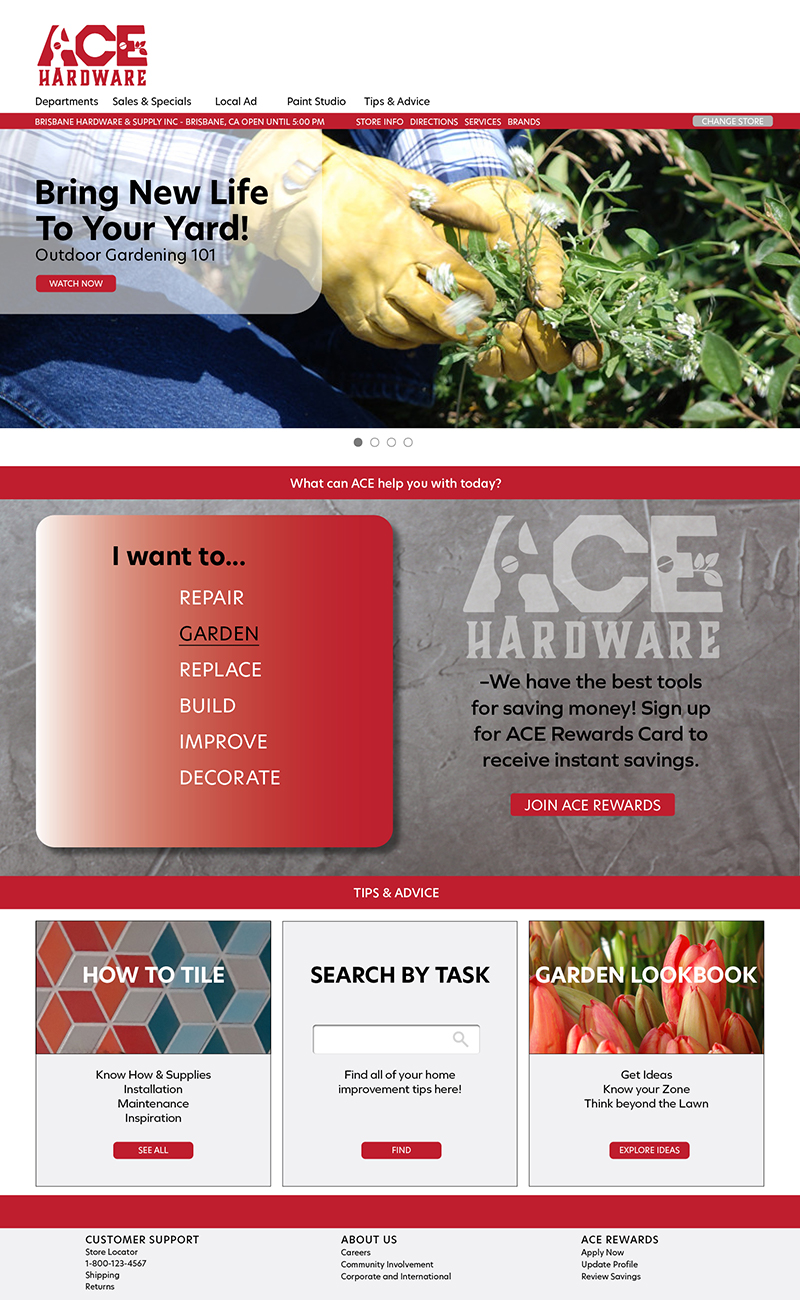 ACE
HARDWARE
Departments Sales & Specials Local Ad Paint Studio Tips & Advice
BRISBANE HARDWARE & SUPPLY INC - BRISBANE, CA OPEN UNTIL 5:00 PM STORE INFO DIRECTIONS SERVICES BRANDS CHANGE STORE
Bring New Life
To Your Yard!
Outdoor Gardening 101
WATCH NOW
What can ACE help you with today?
I want to...
REPAIR
GARDEN
REPLACE
BUILD
IMPROVE
DECORATE
ACE
HARDWARE
–We have the best tools
for saving money! Sign up
for ACE Rewards Card to
receive instant savings.
JOIN ACE REWARDS
TIPS & ADVICE
HOW TO TILE
Know How & Supplies
Installation
Maintenance
Inspiration
SEE ALL
SEARCH BY TASK
Find all of your home
improvement tips here!
FIND
GARDEN LOOKBOOK
Get Ideas
Know your Zone
Think beyond the Lawn
EXPLORE IDEAS
CUSTOMER SUPPORT
Store Locator
1-800-123-4567
Shipping
Returns
ABOUT US
Careers
Community Involvement
Corporate and International
ACE REWARDS
Apply Now
Update Profile
Review Savings